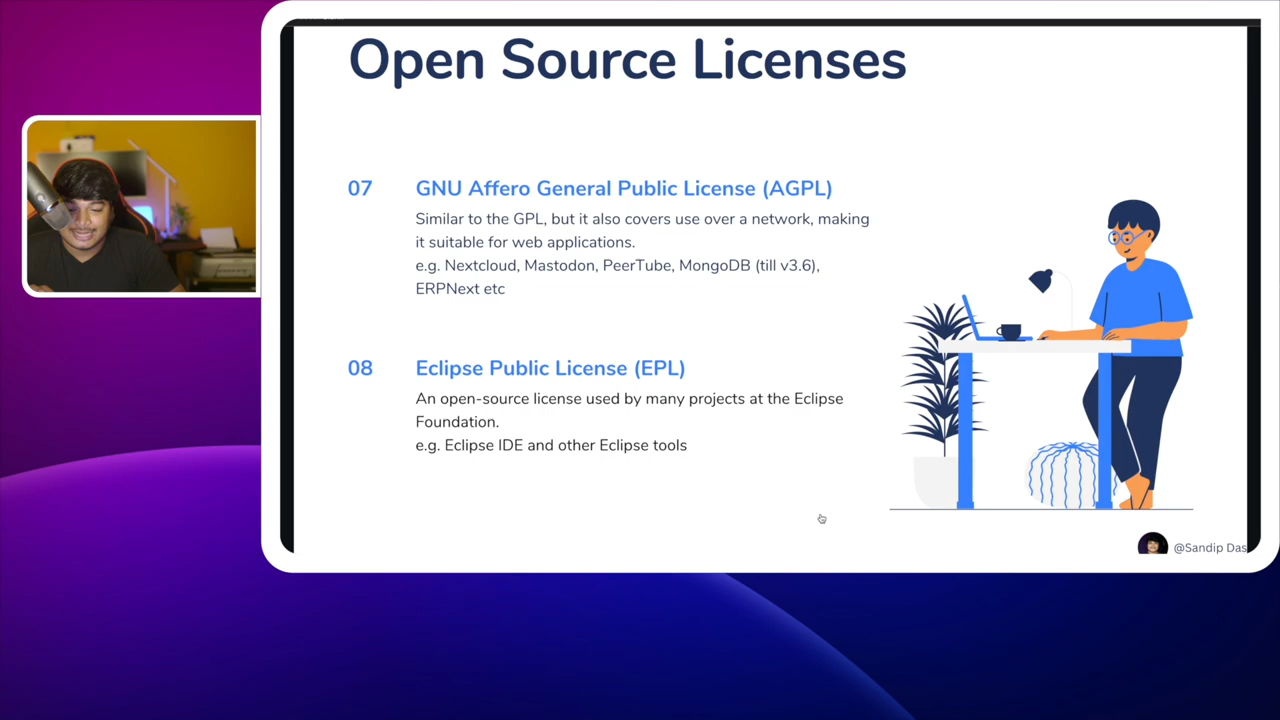 Open Source Licenses
07
GNU Affero General Public License (AGPL)
Similar to the GPL, but it also covers use over a network, making
it suitable for web applications.
e.g. Nextcloud, Mastodon, PeerTube, MongoDB (till v3.6),
ERPNext etc
08
Eclipse Public License (EPL)
An open-source license used by many projects at the Eclipse
Foundation.
e.g. Eclipse IDE and other Eclipse tools
@Sandip Das